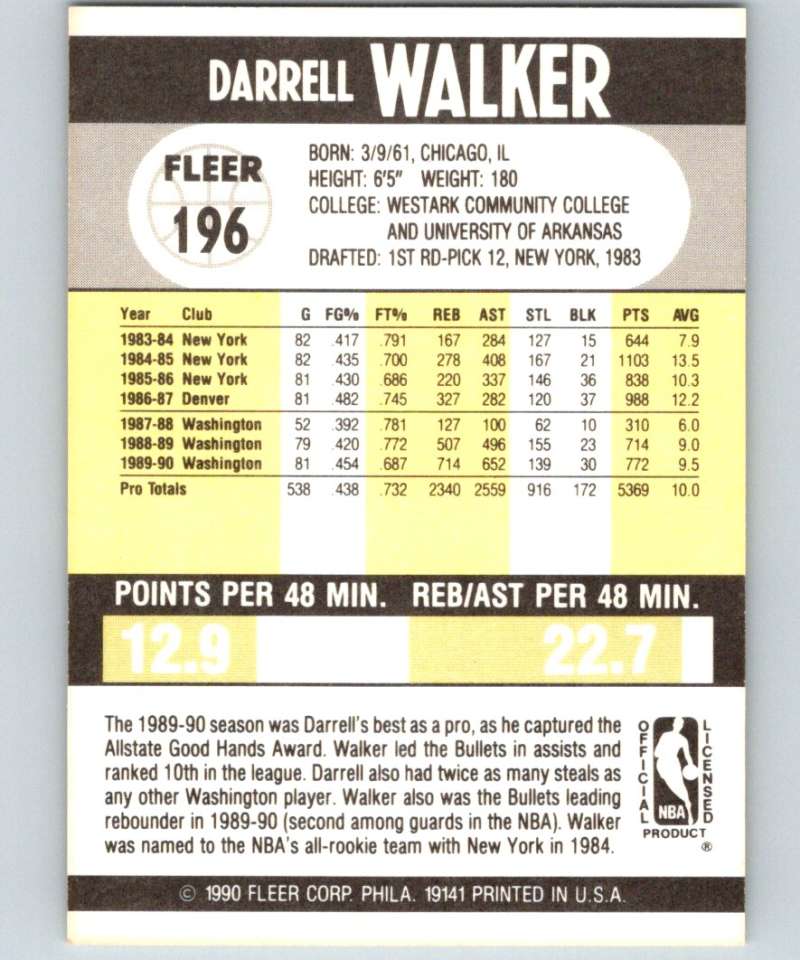 DARRELL WALKER
FLEER
196
BORN: 3/9/61, CHICAGO, IL
HEIGHT: 6'5" WEIGHT: 180
COLLEGE: WESTARK COMMUNITY COLLEGE
AND UNIVERSITY OF ARKANSAS
DRAFTED: 1ST RD-PICK 12, NEW YORK, 1983
Year Club G FG% FT% REB AST STL BLK PTS AVG
1983-84 New York 82 .417 .791 167 284 127 15 644 7.9
1984-85 New York 82 .435 .700 278 408 167 21 1103 13.5
1985-86 New York 81 .430 .686 220 337 146 36 838 10.3
1986-87 Denver 81 .482 .745 327 282 120 37 988 12.2
1987-88 Washington 52 .392 .781 127 100 62 10 310 6.0
1988-89 Washington 79 .420 .772 507 496 155 23 714 9.0
1989-90 Washington 81 .454 .687 714 652 139 30 772 9.5
Pro Totals 538 .438 .732 2340 2559 916 172 5369 10.0
POINTS PER 48 MIN. REB/AST PER 48 MIN.
12.9 22.7
The 1989-90 season was Darrell's best as a pro, as he captured the
Allstate Good Hands Award. Walker led the Bullets in assists and
ranked 10th in the league. Darrell also had twice as many steals as
any other Washington player. Walker also was the Bullets leading
rebounder in 1989-90 (second among guards in the NBA). Walker
was named to the NBA's all-rookie team with New York in 1984.
OFFICIAL
NBA
LICENSED
PRODUCT ®
© 1990 FLEER CORP. PHILA. 19141 PRINTED IN U.S.A.